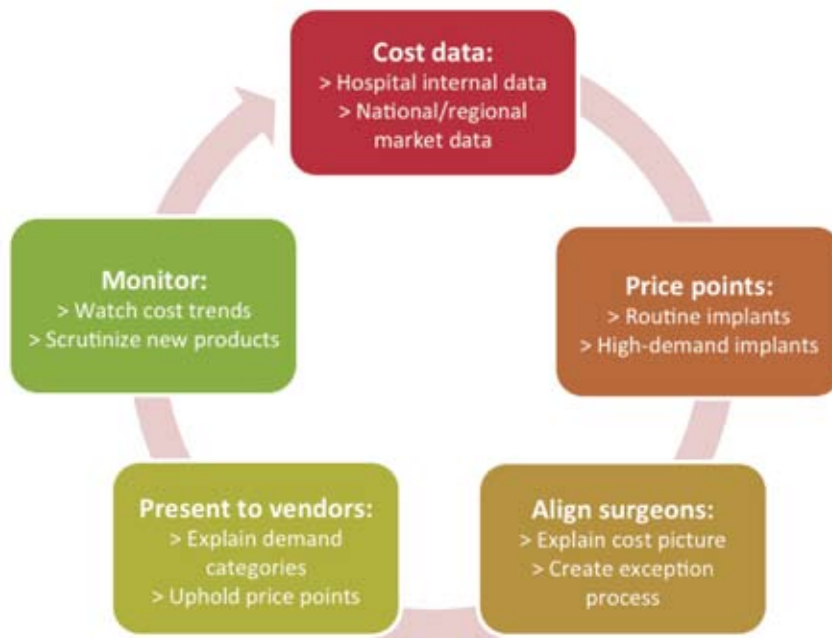 Cost data:
> Hospital internal data
> National/regional
market data
Price points:
> Routine implants
> High-demand implants
Align surgeons:
> Explain cost picture
> Create exception
process
Present to vendors:
> Explain demand
categories
> Uphold price points
Monitor:
> Watch cost trends
> Scrutinize new products